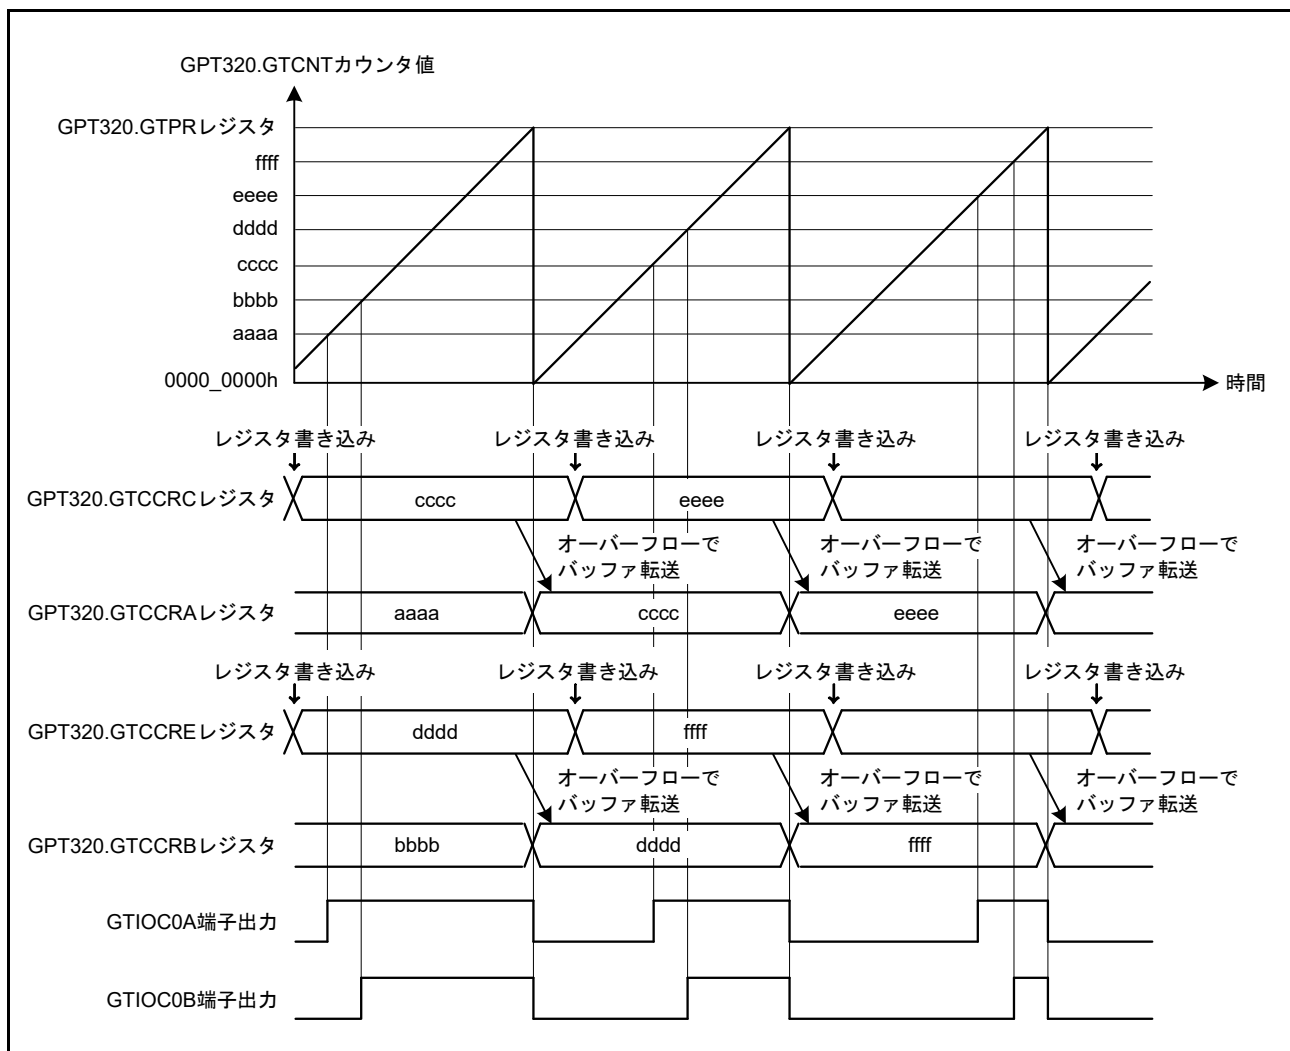 GPT320.GTCNTカウンタ値
GPT320.GTPRレジスタ
ffff
eeee
dddd
cccc
bbbb
aaaa
0000_0000h
時間
レジスタ書き込み レジスタ書き込み レジスタ書き込み レジスタ書き込み
GPT320.GTCCRCレジスタ cccc eeee
オーバーフローで オーバーフローで オーバーフローで
バッファ転送 バッファ転送 バッファ転送
GPT320.GTCCRAレジスタ aaaa cccc eeee
レジスタ書き込み レジスタ書き込み レジスタ書き込み レジスタ書き込み
GPT320.GTCCREレジスタ dddd ffff
オーバーフローで オーバーフローで オーバーフローで
バッファ転送 バッファ転送 バッファ転送
GPT320.GTCCRBレジスタ bbbb dddd ffff
GTIOC0A端子出力
GTIOC0B端子出力